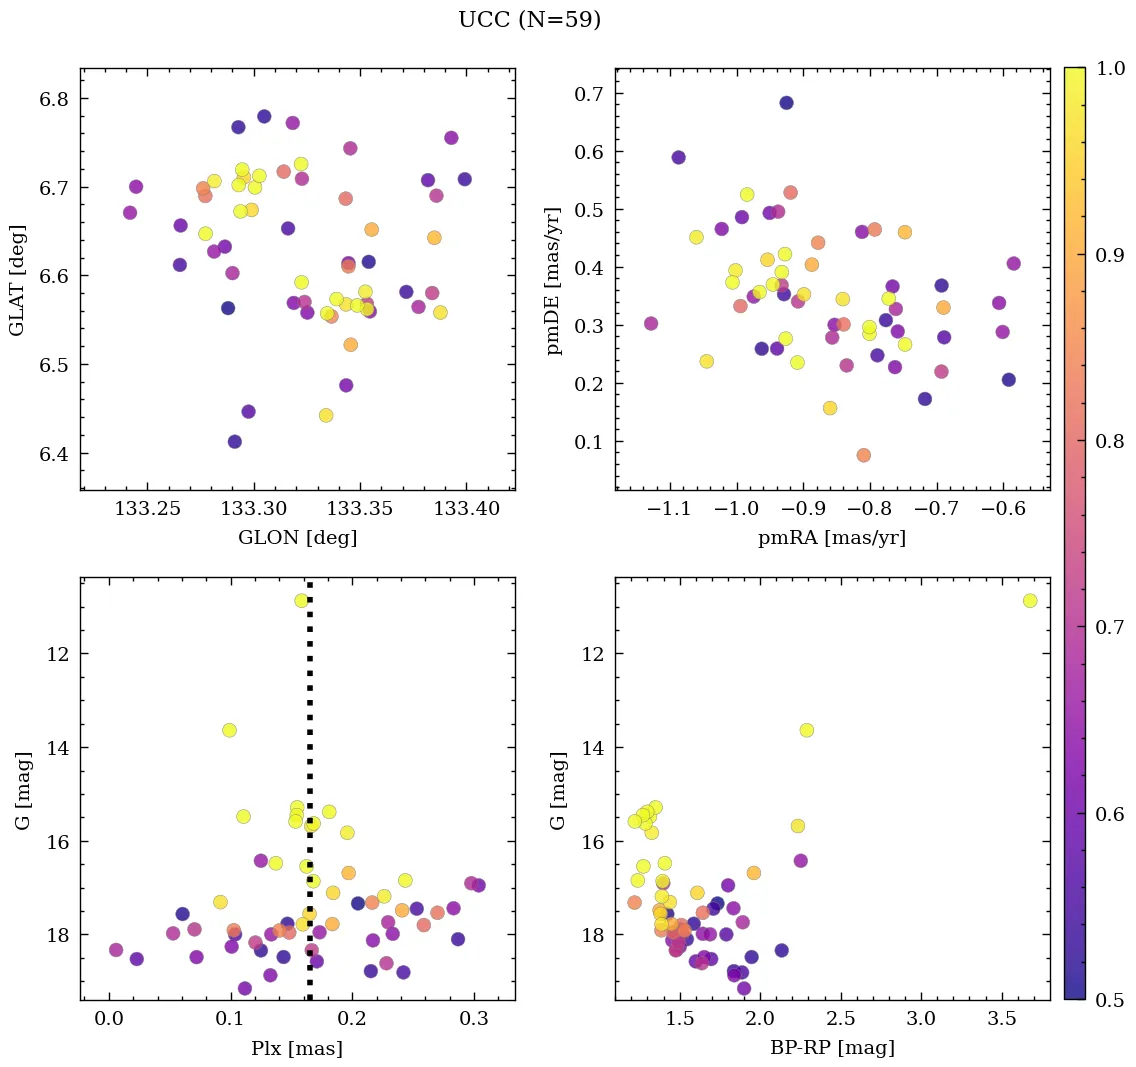 UCC (N=59)
6.8
6.7
6.6
6.5
6.4
GLAT [deg]
133.25 133.30 133.35 133.40
GLON [deg]
0.7
0.6
0.5
0.4
0.3
0.2
0.1
pmDE [mas/yr]
−1.1 −1.0 −0.9 −0.8 −0.7 −0.6
pmRA [mas/yr]
1.0
0.9
0.8
0.7
0.6
0.5
12
14
16
18
G [mag]
0.0 0.1 0.2 0.3
Plx [mas]
12
14
16
18
G [mag]
1.5 2.0 2.5 3.0 3.5
BP-RP [mag]